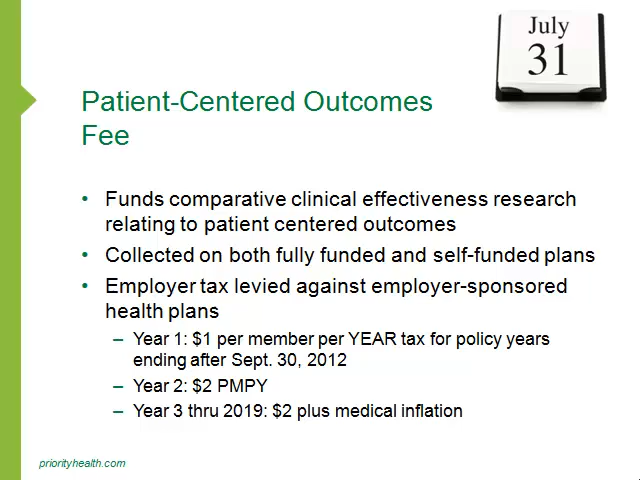 July
31
Patient-Centered Outcomes
Fee
• Funds comparative clinical effectiveness research
relating to patient centered outcomes
• Collected on both fully funded and self-funded plans
• Employer tax levied against employer-sponsored
health plans
– Year 1: $1 per member per YEAR tax for policy years
ending after Sept. 30, 2012
– Year 2: $2 PMPY
– Year 3 thru 2019: $2 plus medical inflation
priorityhealth.com